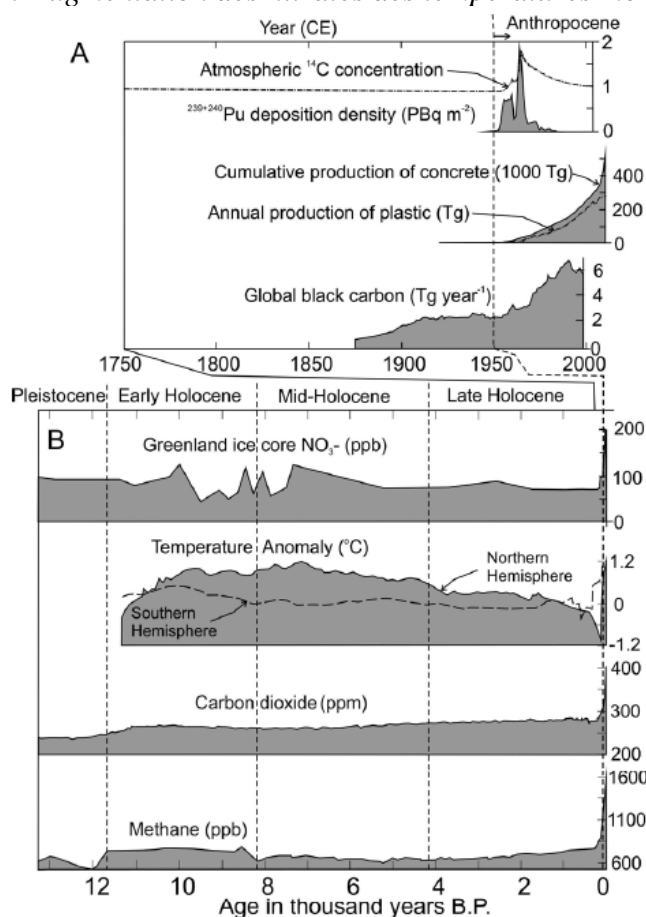 Year (CE)
Anthropocene
A
Atmospheric ¹⁴C concentration
²³⁹⁺²⁴⁰Pu deposition density (PBq m⁻²)
2
1
0
Cumulative production of concrete (1000 Tg)
Annual production of plastic (Tg)
400
200
0
Global black carbon (Tg year⁻¹)
6
4
2
0
1750 1800 1850 1900 1950 2000
Pleistocene Early Holocene Mid-Holocene Late Holocene
B
Greenland ice core NO₃- (ppb)
200
100
0
Temperature Anomaly (°C)
Northern
Hemisphere
Southern
Hemisphere
1.2
0
-1.2
Carbon dioxide (ppm)
400
300
200
Methane (ppb)
1600
1100
600
12 10 8 6 4 2 0
Age in thousand years B.P.